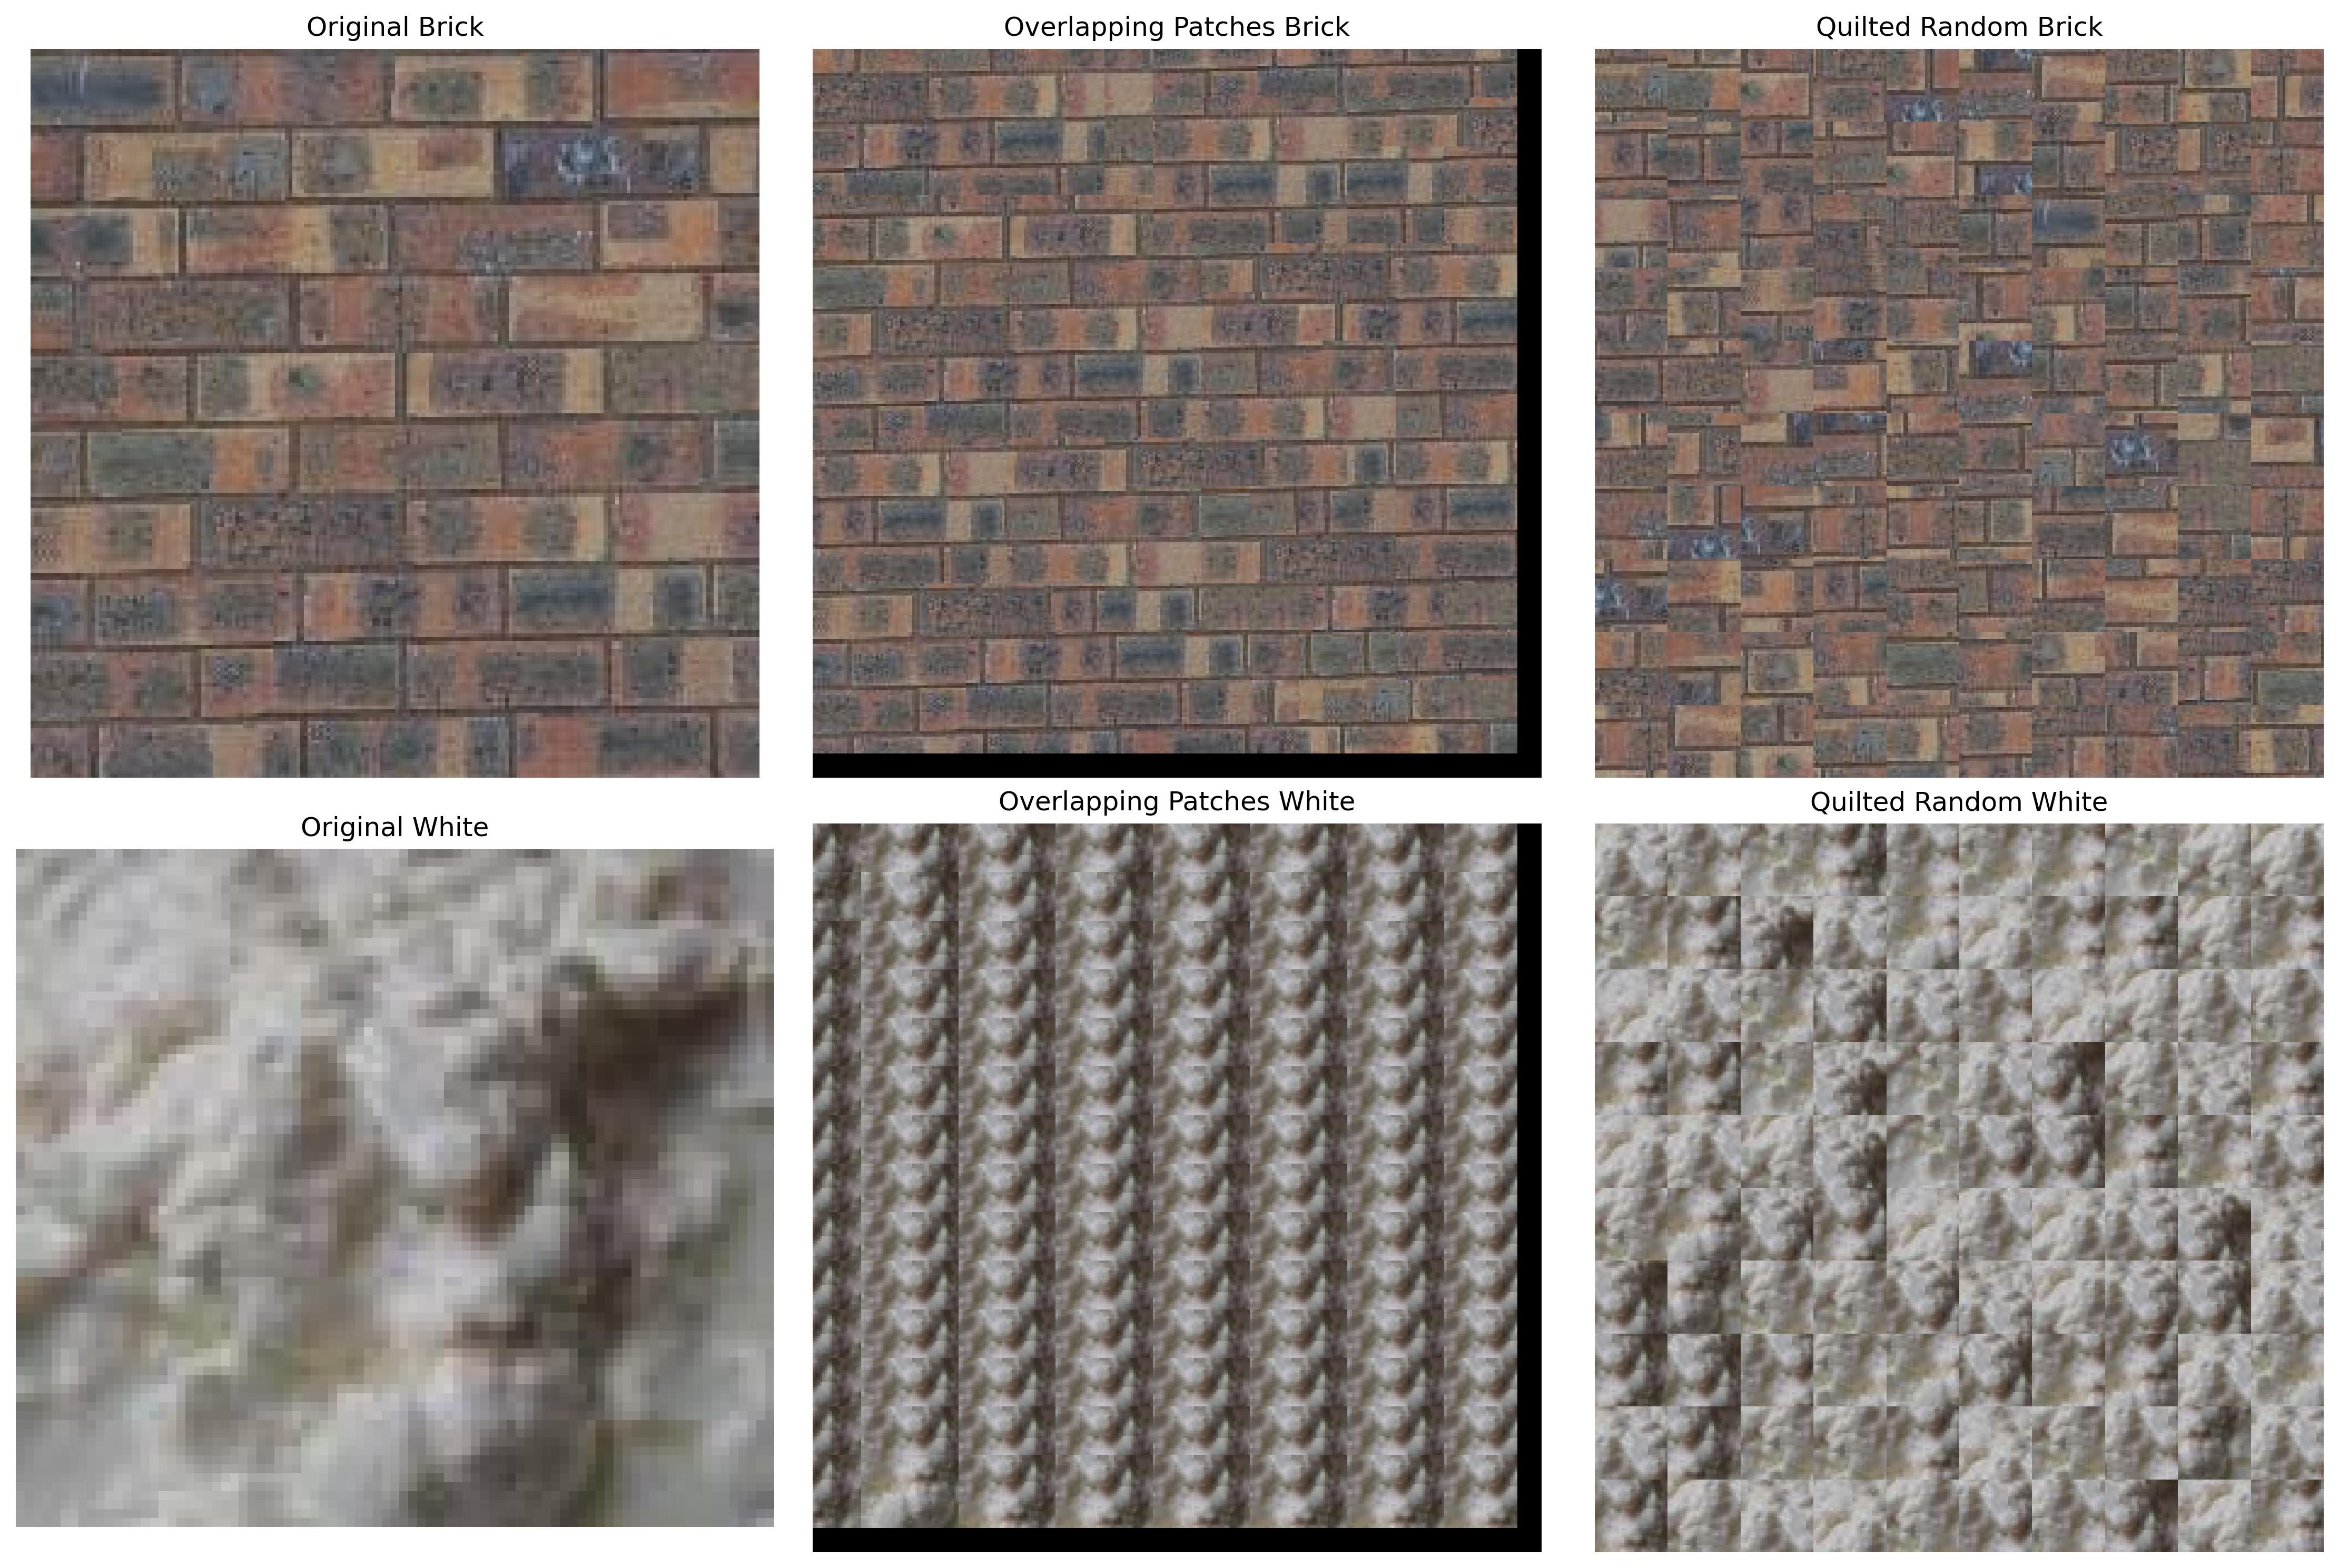 Original Brick
Overlapping Patches Brick
Quilted Random Brick
Original White
Overlapping Patches White
Quilted Random White